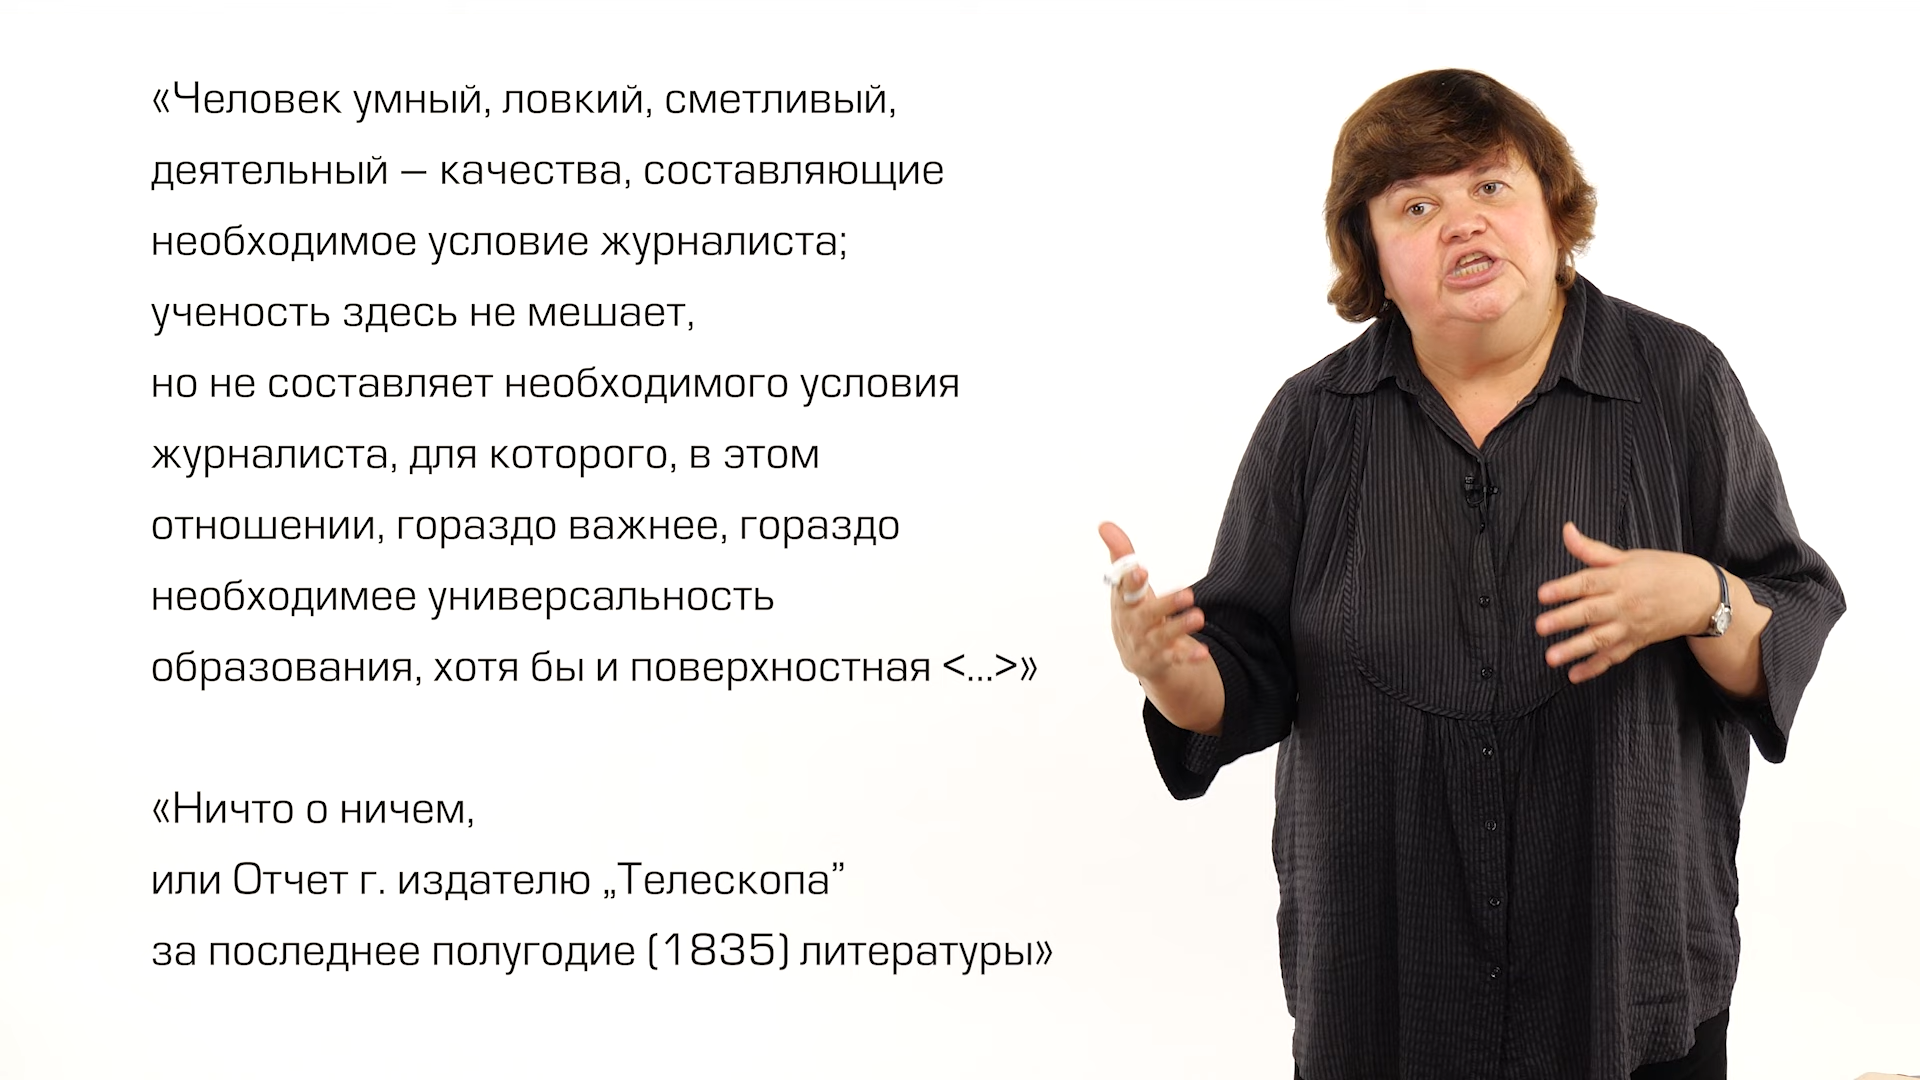 «Человек умный, ловкий, сметливый,
деятельный – качества, составляющие
необходимое условие журналиста;
ученость здесь не мешает,
но не составляет необходимого условия
журналиста, для которого, в этом
отношении, гораздо важнее, гораздо
необходимее универсальность
образования, хотя бы и поверхностная <...>»
«Ничто о ничем,
или Отчет г. издателю „Телескопа”
за последнее полугодие (1835) литературы»